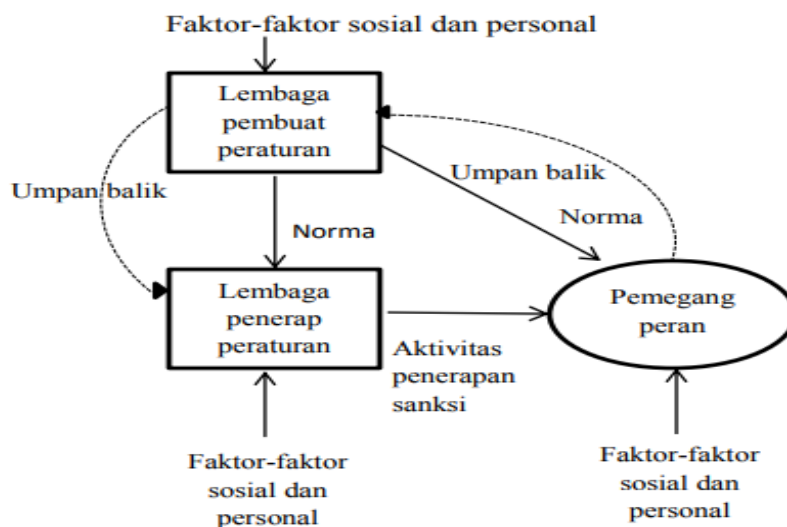 Faktor-faktor sosial dan personal
Lembaga
pembuat
peraturan
Umpan balik
Umpan balik
Norma
Norma
Lembaga
penerap
peraturan
Pemegang
peran
Aktivitas
penerapan
sanksi
Faktor-faktor
sosial dan
personal
Faktor-faktor
sosial dan
personal